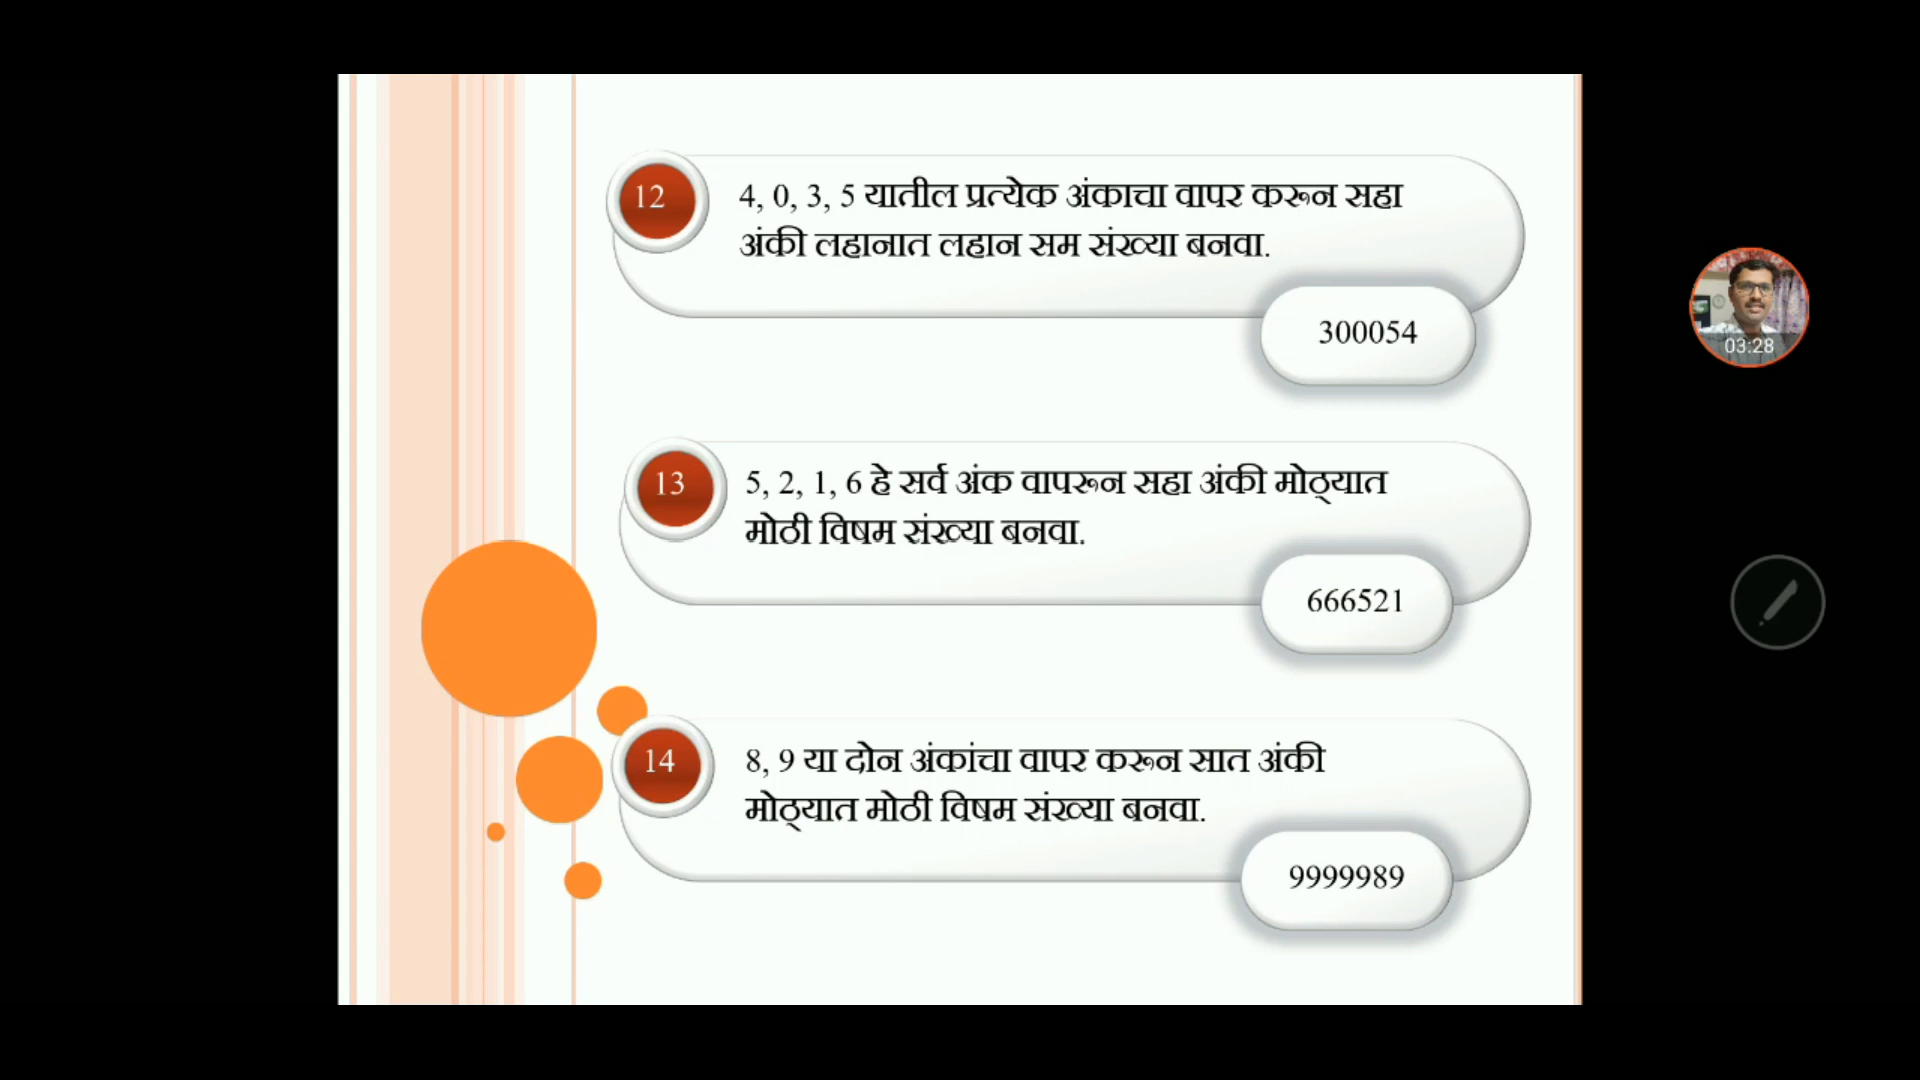 12
4, 0, 3, 5 यातील प्रत्येक अंकाचा वापर करून सहा
अंकी लहानात लहान सम संख्या बनवा.
300054
13
5, 2, 1, 6 हे सर्व अंक वापरून सहा अंकी मोठ्यात
मोठी विषम संख्या बनवा.
666521
14
8, 9 या दोन अंकांचा वापर करून सात अंकी
मोठ्यात मोठी विषम संख्या बनवा.
9999989
03:28